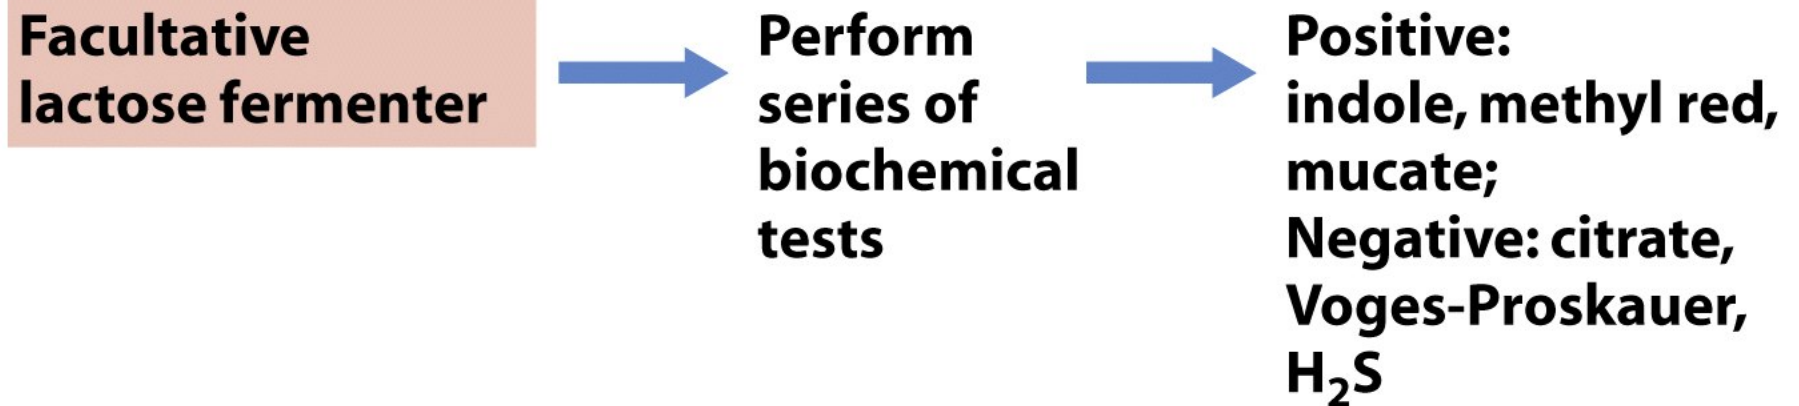 Facultative
lactose fermenter
Perform
series of
biochemical
tests
Positive:
indole, methyl red,
mucate;
Negative: citrate,
Voges-Proskauer,
H₂S